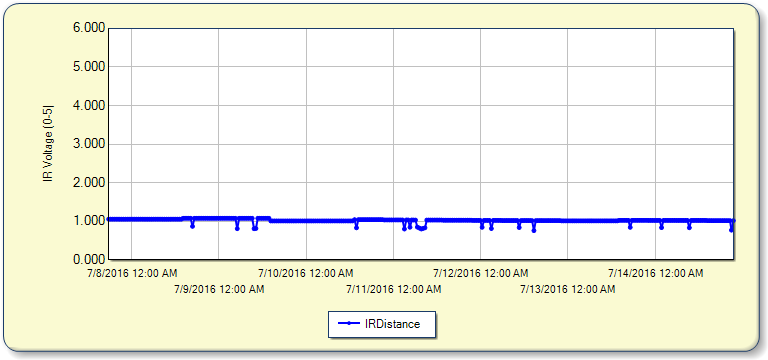 6.000
5.000
4.000
3.000
2.000
1.000
0.000
IR Voltage (0-5|
7/8/2016 12:00 AM
7/10/2016 12:00 AM
7/12/2016 12:00 AM
7/14/2016 12:00 AM
7/9/2016 12:00 AM
7/11/2016 12:00 AM
7/13/2016 12:00 AM
IRDistance